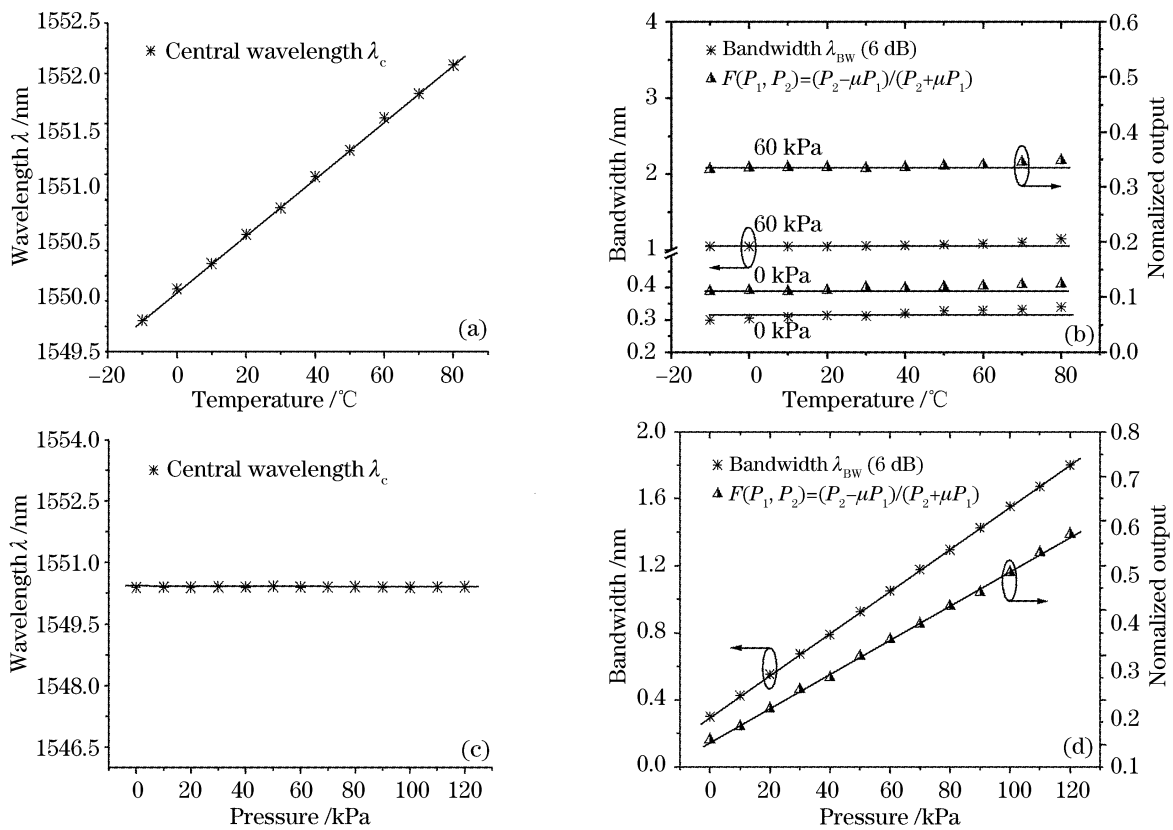 1552.5
1552.0
1551.5
1551.0
1550.5
1550.0
1549.5
Wavelength λ /nm
Central wavelength λc
(a)
−20
0
20
40
60
80
Temperature /℃
4
3
2
1
0.4
0.3
0.2
Bandwidth /nm
Bandwidth λBW (6 dB)
F(P1, P2)=(P2−μP1)/(P2+μP1)
60 kPa
60 kPa
0 kPa
0 kPa
(b)
0.6
0.5
0.4
0.3
0.2
0.1
0.0
Nomalized output
−20
0
20
40
60
80
Temperature /℃
1554.0
1552.5
1551.0
1549.5
1548.0
1546.5
Wavelength λ /nm
Central wavelength λc
(c)
0
20
40
60
80
100
120
Pressure /kPa
2.0
1.6
1.2
0.8
0.4
0.0
Bandwidth /nm
Bandwidth λBW (6 dB)
F(P1, P2)=(P2−μP1)/(P2+μP1)
(d)
0.8
0.7
0.6
0.5
0.4
0.3
0.2
0.1
Nomalized output
0
20
40
60
80
100
120
Pressure /kPa